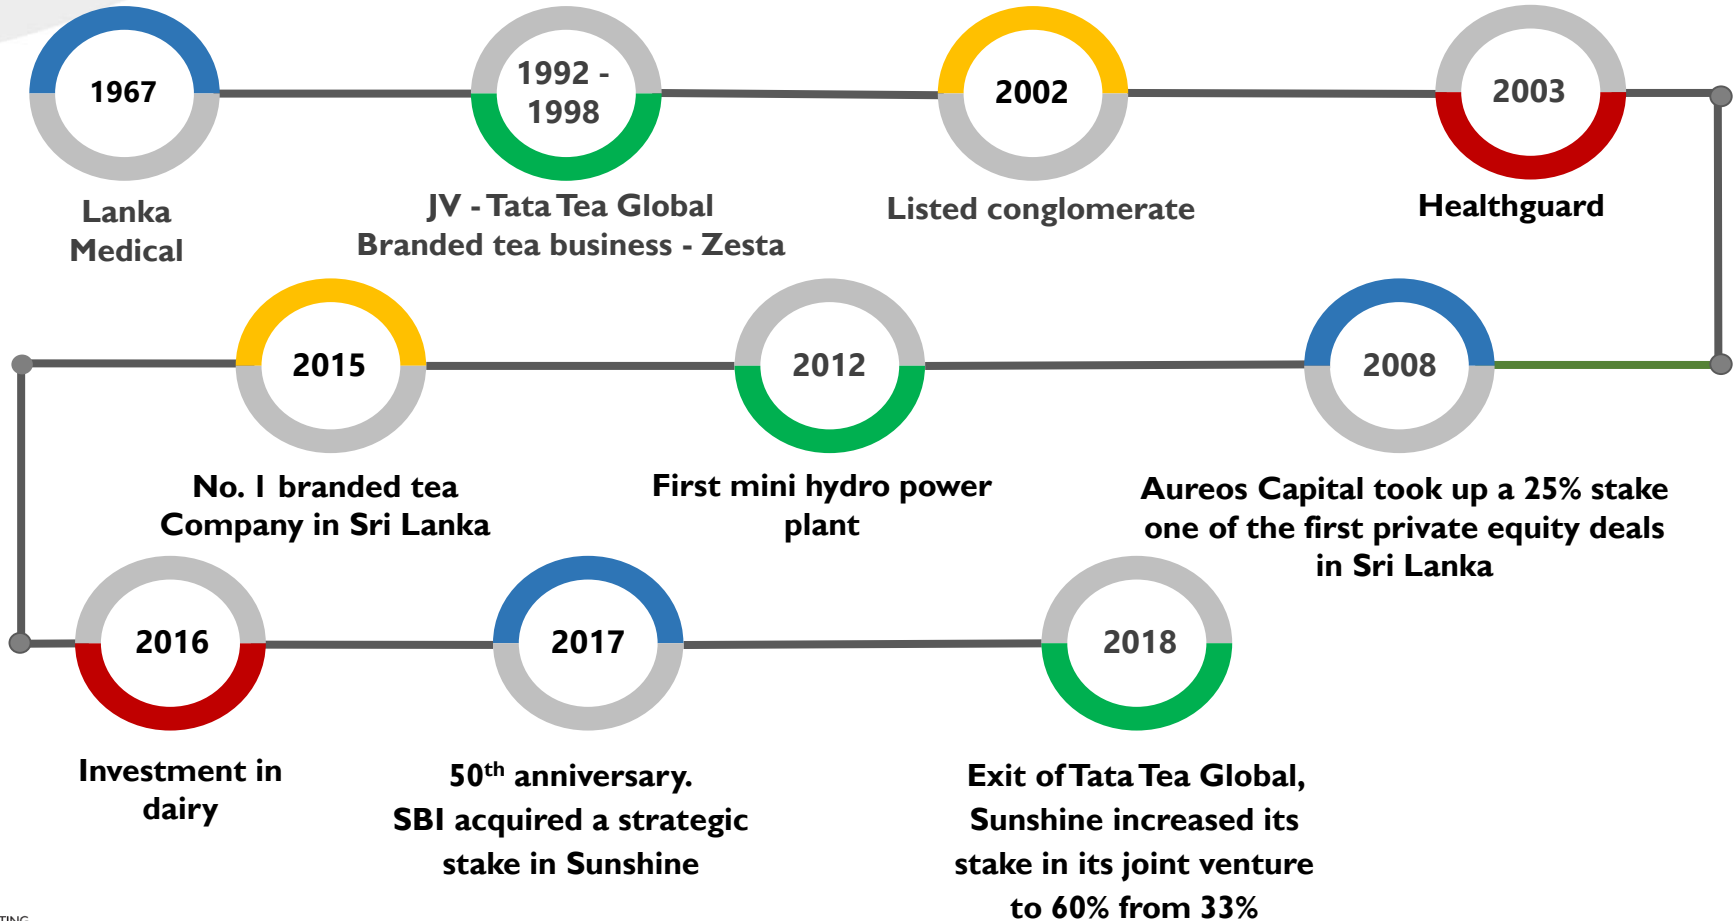 1967
Lanka
Medical
1992 -
1998
JV - Tata Tea Global
Branded tea business - Zesta
2002
Listed conglomerate
2003
Healthguard
2008
Aureos Capital took up a 25% stake
one of the first private equity deals
in Sri Lanka
2012
First mini hydro power
plant
2015
No. 1 branded tea
Company in Sri Lanka
2016
Investment in
dairy
2017
50th anniversary.
SBI acquired a strategic
stake in Sunshine
2018
Exit of Tata Tea Global,
Sunshine increased its
stake in its joint venture
to 60% from 33%